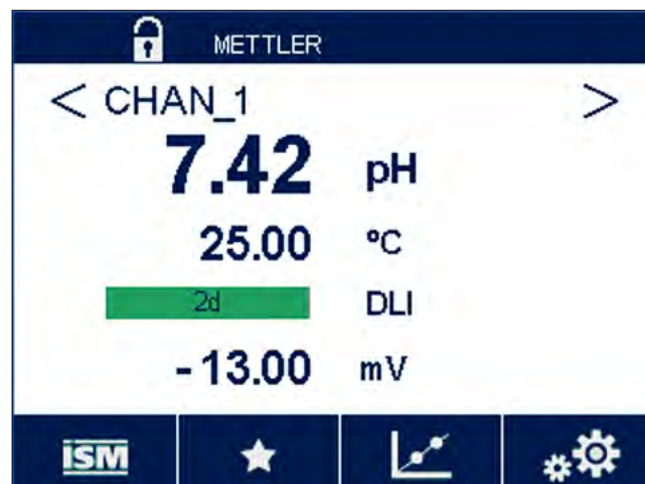 METTLER
< CHAN_1 >
7.42 pH
25.00 °C
2d DLI
-13.00 mV
ISM